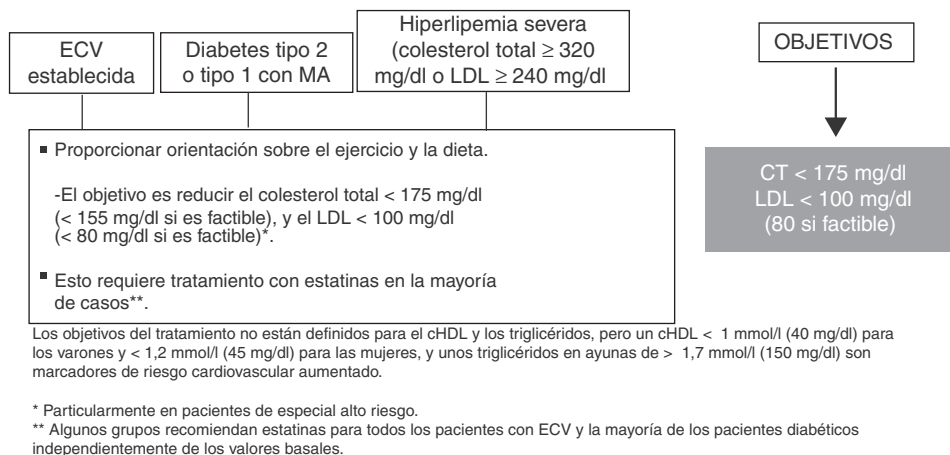 ECV
establecida
Diabetes tipo 2
o tipo 1 con MA
Hiperlipemia severa
(colesterol total ≥ 320
mg/dl o LDL ≥ 240 mg/dl
OBJETIVOS
▪ Proporcionar orientación sobre el ejercicio y la dieta.
-El objetivo es reducir el colesterol total < 175 mg/dl
(< 155 mg/dl si es factible), y el LDL < 100 mg/dl
(< 80 mg/dl si es factible)*.
▪ Esto requiere tratamiento con estatinas en la mayoría
de casos**.
CT < 175 mg/dl
LDL < 100 mg/dl
(80 si factible)
Los objetivos del tratamiento no están definidos para el cHDL y los triglicéridos, pero un cHDL < 1 mmol/l (40 mg/dl) para
los varones y < 1,2 mmol/l (45 mg/dl) para las mujeres, y unos triglicéridos en ayunas de > 1,7 mmol/l (150 mg/dl) son
marcadores de riesgo cardiovascular aumentado.
* Particularmente en pacientes de especial alto riesgo.
** Algunos grupos recomiendan estatinas para todos los pacientes con ECV y la mayoría de los pacientes diabéticos
independientemente de los valores basales.